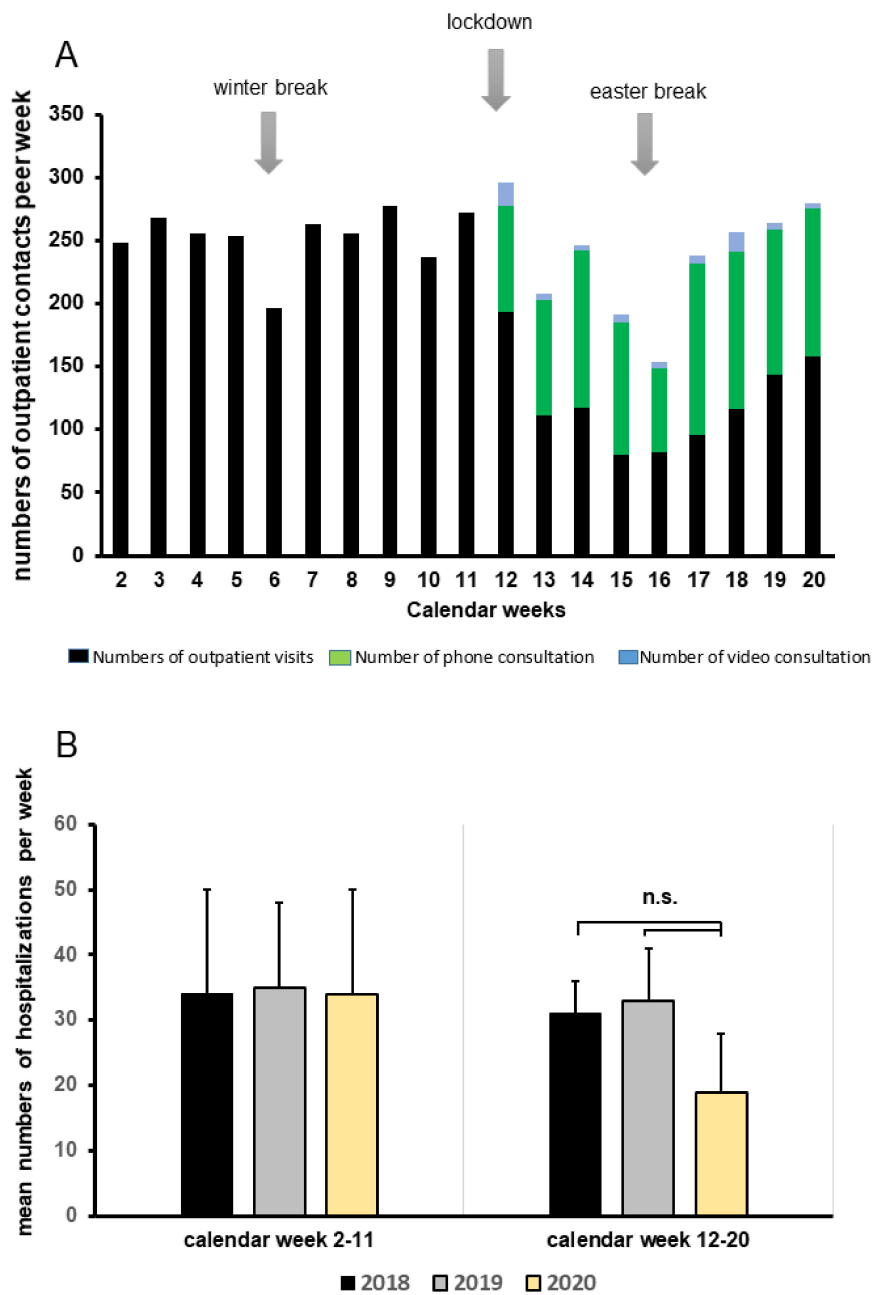 A
lockdown
winter break
easter break
numbers of outpatient contacts peer week
350
300
250
200
150
100
50
0
2 3 4 5 6 7 8 9 10 11 12 13 14 15 16 17 18 19 20
Calendar weeks
Numbers of outpatient visits Number of phone consultation Number of video consultation
B
mean numbers of hospitalizations per week
60
50
40
30
20
10
0
n.s.
calendar week 2-11 calendar week 12-20
2018 2019 2020